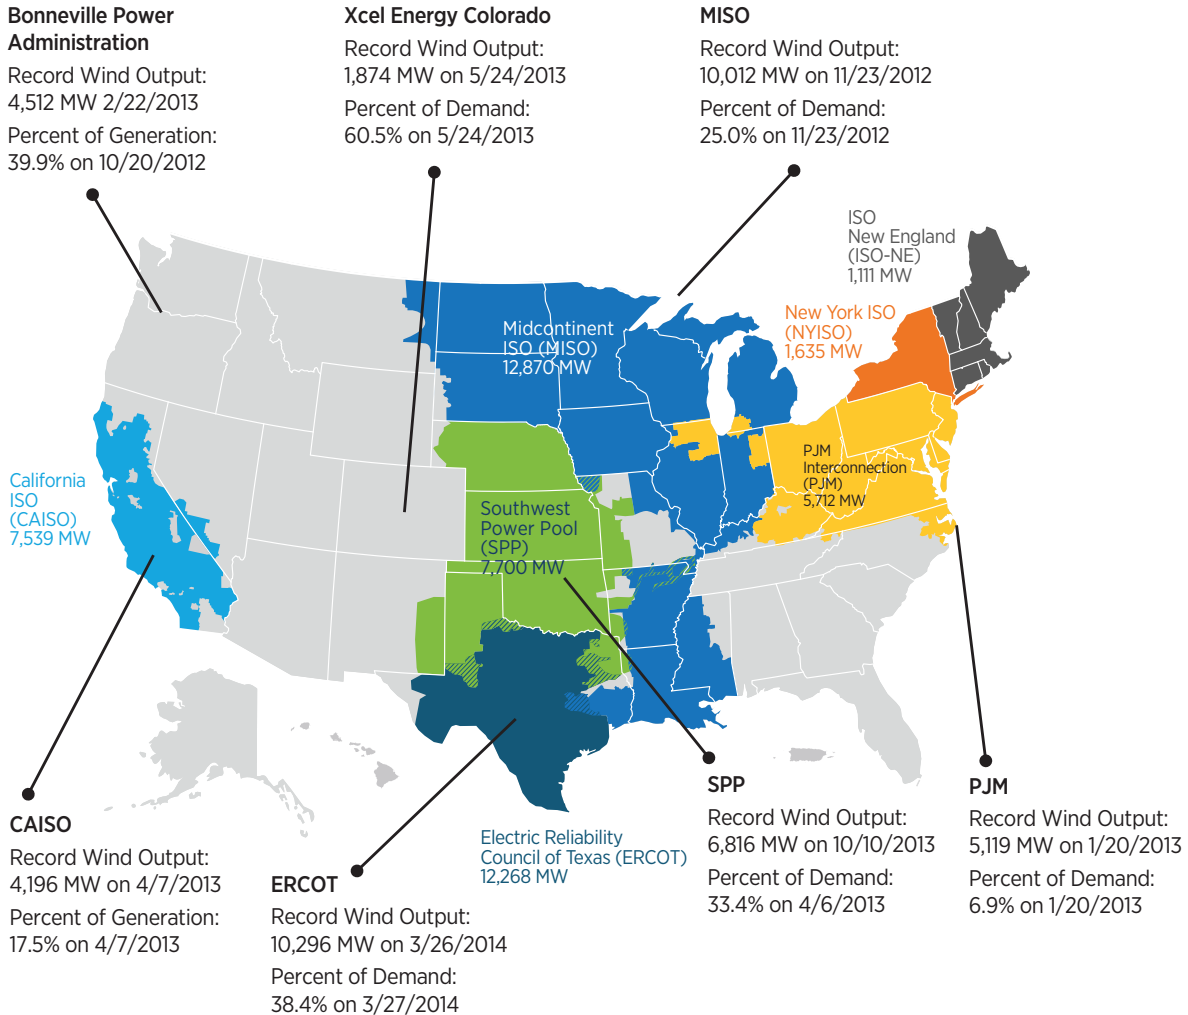 Bonneville Power
Administration
Record Wind Output:
4,512 MW 2/22/2013
Percent of Generation:
39.9% on 10/20/2012
Xcel Energy Colorado
Record Wind Output:
1,874 MW on 5/24/2013
Percent of Demand:
60.5% on 5/24/2013
MISO
Record Wind Output:
10,012 MW on 11/23/2012
Percent of Demand:
25.0% on 11/23/2012
ISO
New England
(ISO-NE)
1,111 MW
New York ISO
(NYISO)
1,635 MW
Midcontinent
ISO (MISO)
12,870 MW
PJM
Interconnection
(PJM)
5,712 MW
California
ISO
(CAISO)
7,539 MW
Southwest
Power Pool
(SPP)
7,700 MW
Electric Reliability
Council of Texas (ERCOT)
12,268 MW
CAISO
Record Wind Output:
4,196 MW on 4/7/2013
Percent of Generation:
17.5% on 4/7/2013
ERCOT
Record Wind Output:
10,296 MW on 3/26/2014
Percent of Demand:
38.4% on 3/27/2014
SPP
Record Wind Output:
6,816 MW on 10/10/2013
Percent of Demand:
33.4% on 4/6/2013
PJM
Record Wind Output:
5,119 MW on 1/20/2013
Percent of Demand:
6.9% on 1/20/2013